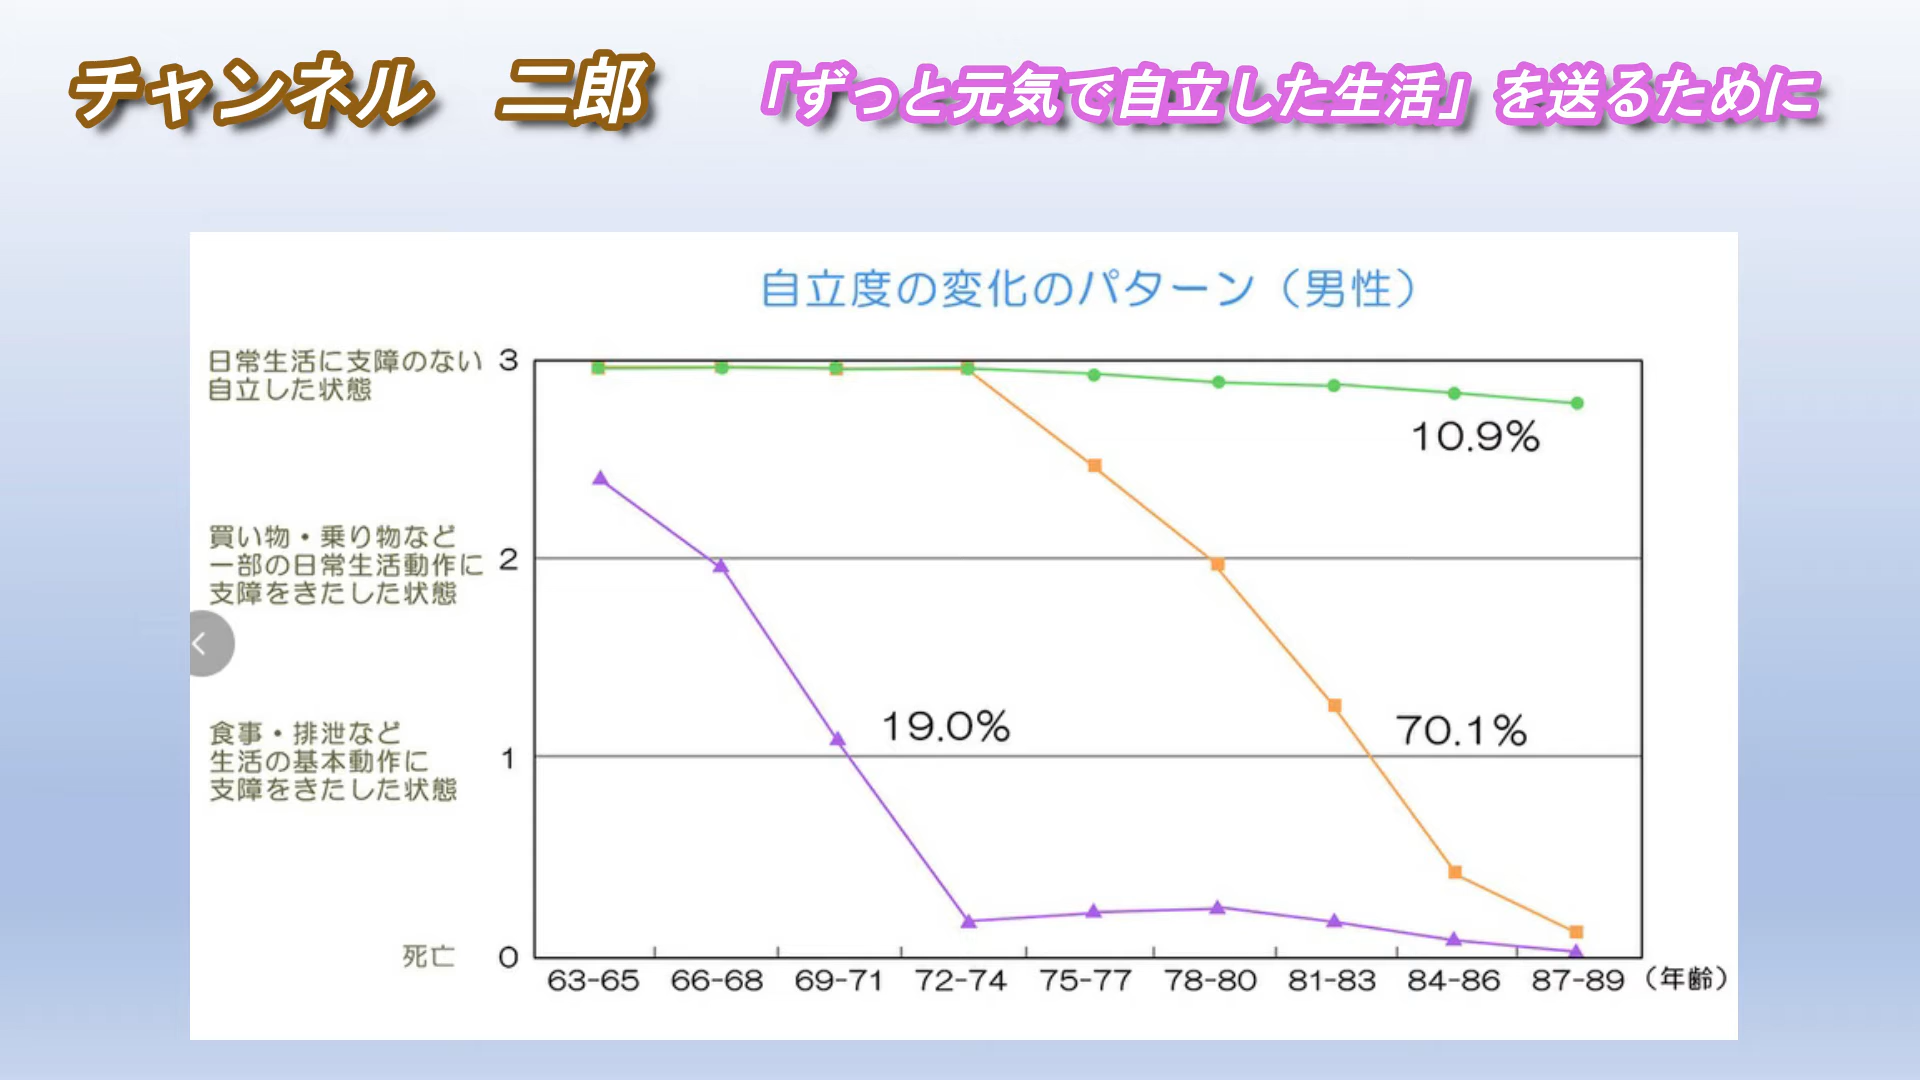 チャンネル　二郎
「ずっと元気で自立した生活」を送るために
自立度の変化のパターン（男性）
日常生活に支障のない
自立した状態
3
10.9%
買い物・乗り物など
一部の日常生活動作に
支障をきたした状態
2
19.0%
70.1%
食事・排泄など
生活の基本動作に
支障をきたした状態
1
死亡
0
63-65 66-68 69-71 72-74 75-77 78-80 81-83 84-86 87-89（年齢）